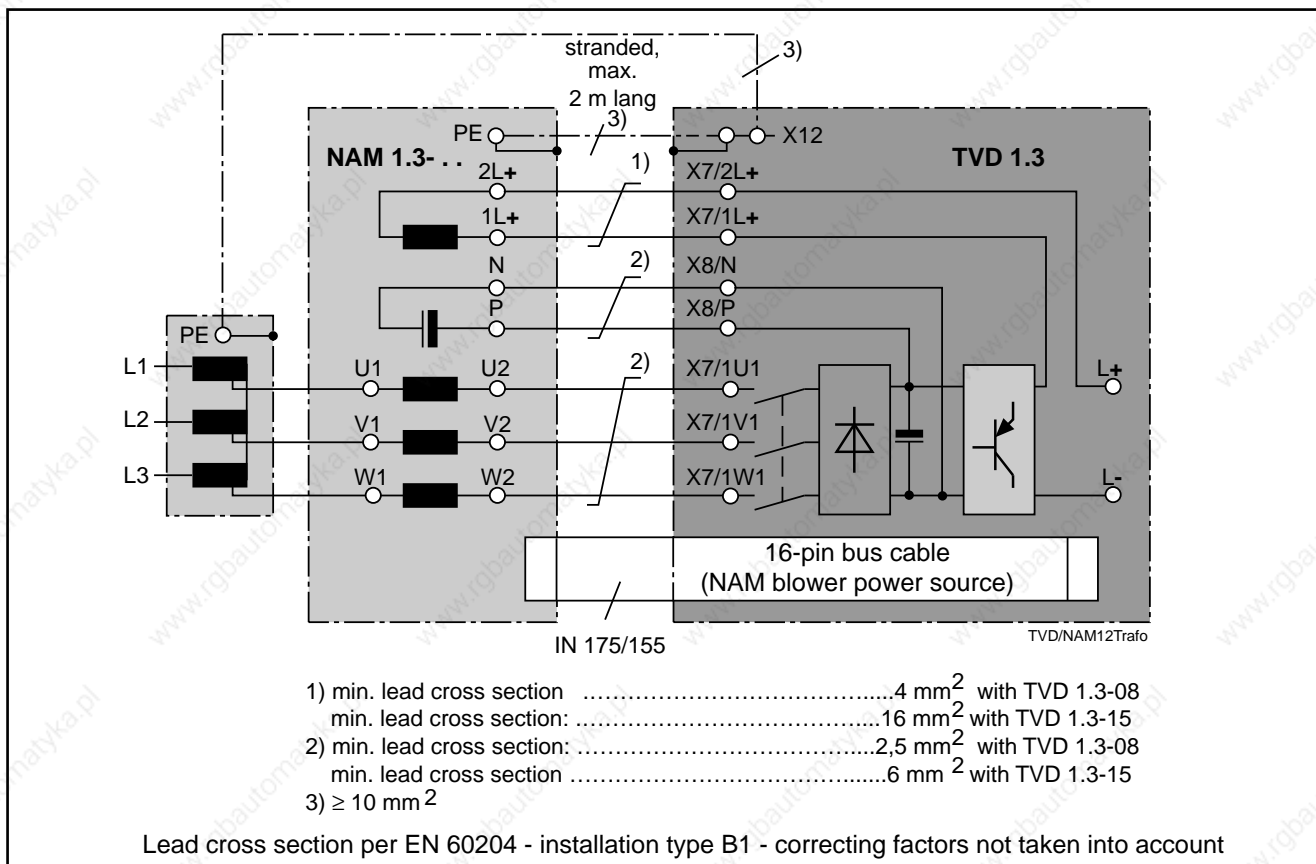 stranded,
max.
2 m lang
3)
3)
PE
X12
NAM 1.3- . .
TVD 1.3
2L+
1)
X7/2L+
1L+
X7/1L+
N
2)
X8/N
P
X8/P
PE
L1
U1
U2
2)
X7/1U1
L+
L2
V1
V2
X7/1V1
L3
W1
W2
X7/1W1
L-
16-pin bus cable
(NAM blower power source)
IN 175/155
TVD/NAM12Trafo
1) min. lead cross section ……………………………….....4 mm2 with TVD 1.3-08
min. lead cross section: ………………………………....16 mm2 with TVD 1.3-15
2) min. lead cross section: ………………………………....2,5 mm2 with TVD 1.3-08
min. lead cross section ……………………………….......6 mm 2 with TVD 1.3-15
3) ≥ 10 mm 2
Lead cross section per EN 60204 - installation type B1 - correcting factors not taken into account
www.rgbautomatyka.pl